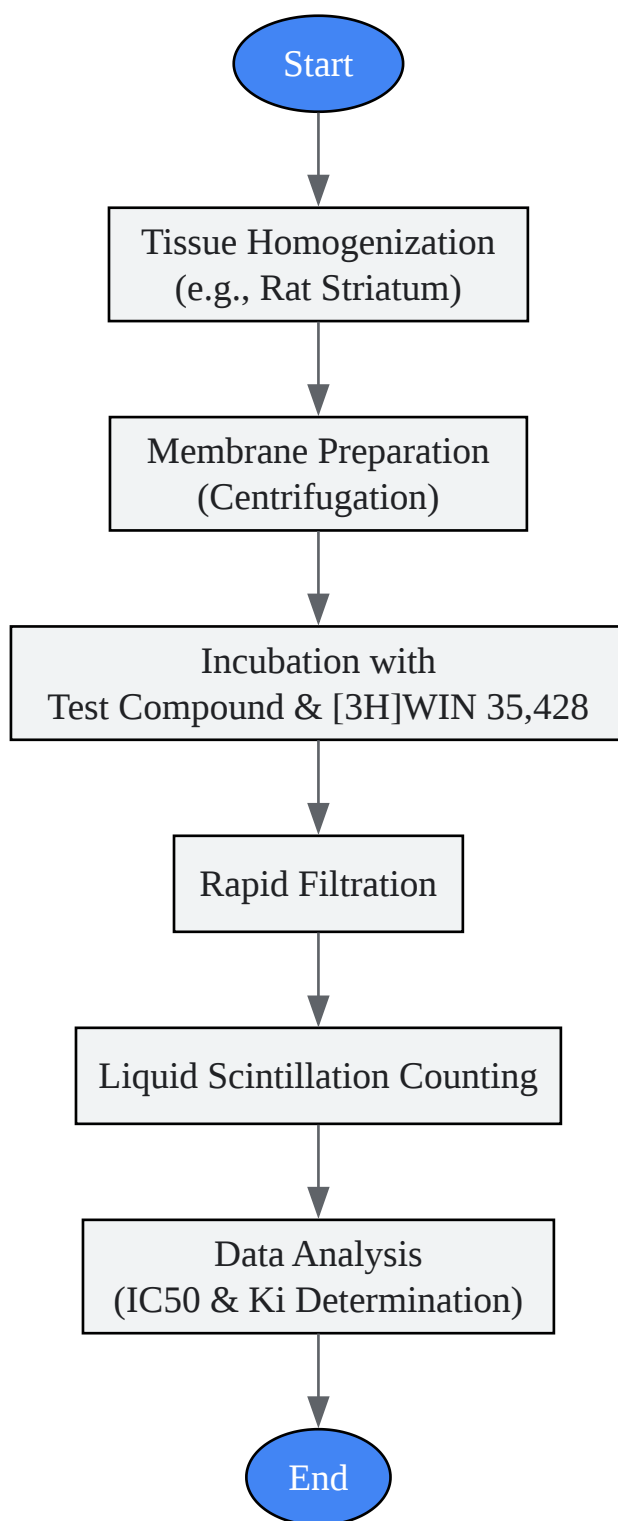 Start
Tissue Homogenization
(e.g., Rat Striatum)
Membrane Preparation
(Centrifugation)
Incubation with
Test Compound & [3H]WIN 35,428
Rapid Filtration
Liquid Scintillation Counting
Data Analysis
(IC50 & Ki Determination)
End